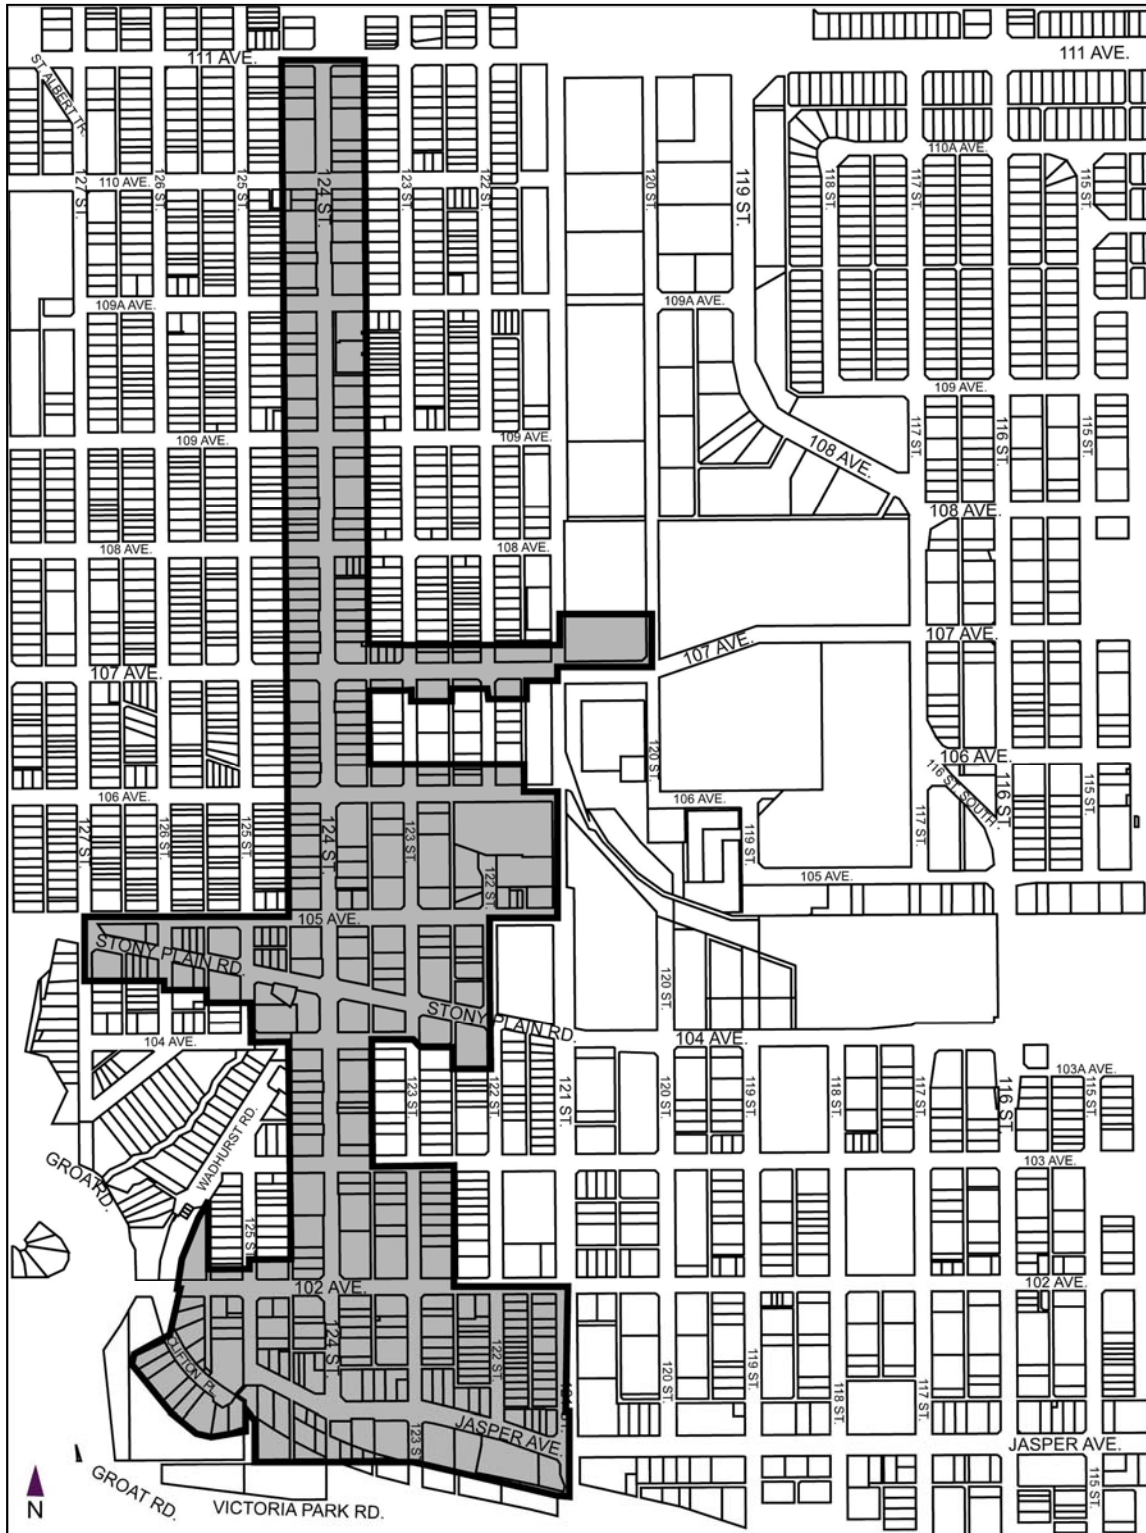 111 AVE.
111 AVE.
ST. ALBERT TR.
110A AVE.
127 ST.
110 AVE.
126 ST.
125 ST.
124 ST.
123 ST.
122 ST.
120 ST.
119 ST.
118 ST.
117 ST.
115 ST.
109A AVE.
109A AVE.
109 AVE.
109 AVE.
109 AVE.
108 AVE.
117 ST.
116 ST.
115 ST.
108 AVE.
108 AVE.
108 AVE.
107 AVE.
107 AVE.
107 AVE.
120 ST.
106 AVE.
116 ST. SOUTH
106 AVE.
106 AVE.
127 ST.
126 ST.
125 ST.
124 ST.
123 ST.
122 ST.
119 ST.
117 ST.
116 ST.
115 ST.
105 AVE.
105 AVE.
STONY PLAIN RD.
STONY PLAIN RD.
120 ST.
104 AVE.
104 AVE.
103A AVE.
123 ST.
122 ST.
121 ST.
120 ST.
119 ST.
118 ST.
117 ST.
116 ST.
115 ST.
WADHURST RD.
GROAT RD.
103 AVE.
125 ST.
102 AVE.
102 AVE.
CLIFTON PL.
124 ST.
122 ST.
121 ST.
120 ST.
119 ST.
118 ST.
117 ST.
123 ST.
JASPER AVE.
JASPER AVE.
115 ST.
GROAT RD.
VICTORIA PARK RD.
N